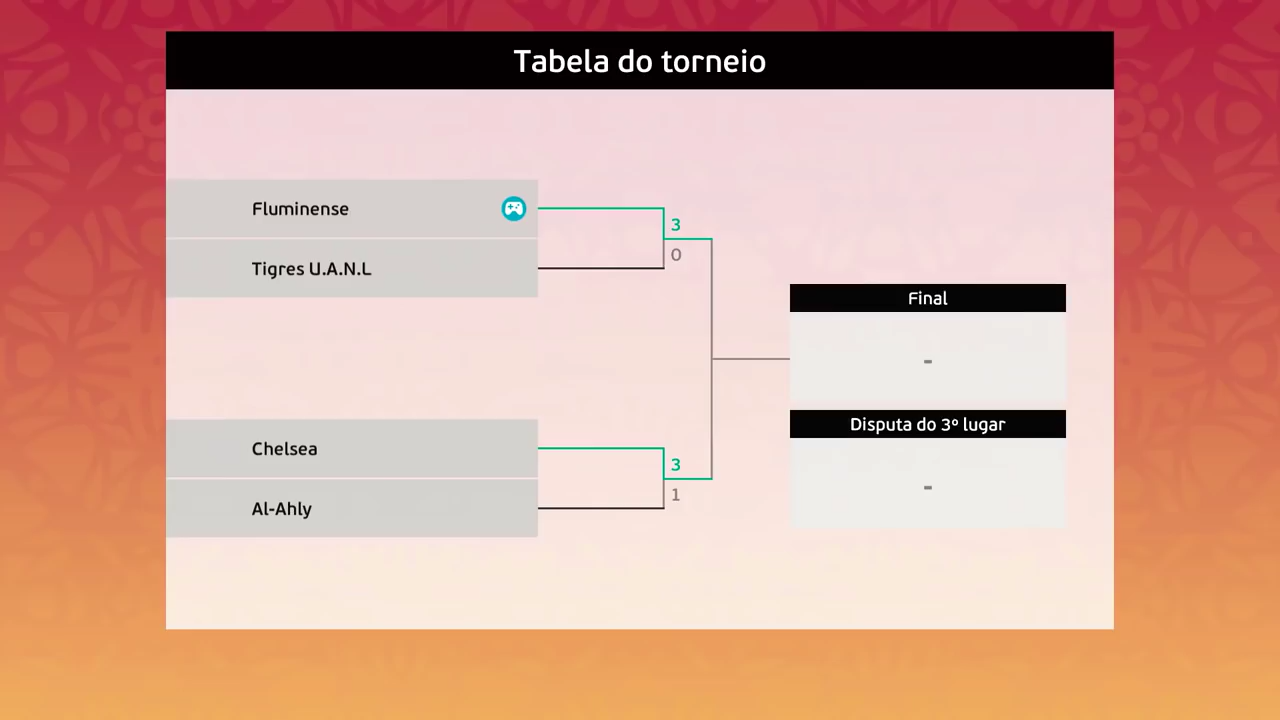 Tabela do torneio
Fluminense
3
0
Tigres U.A.N.L
Final
-
Chelsea
3
1
Al-Ahly
Disputa do 3º lugar
-